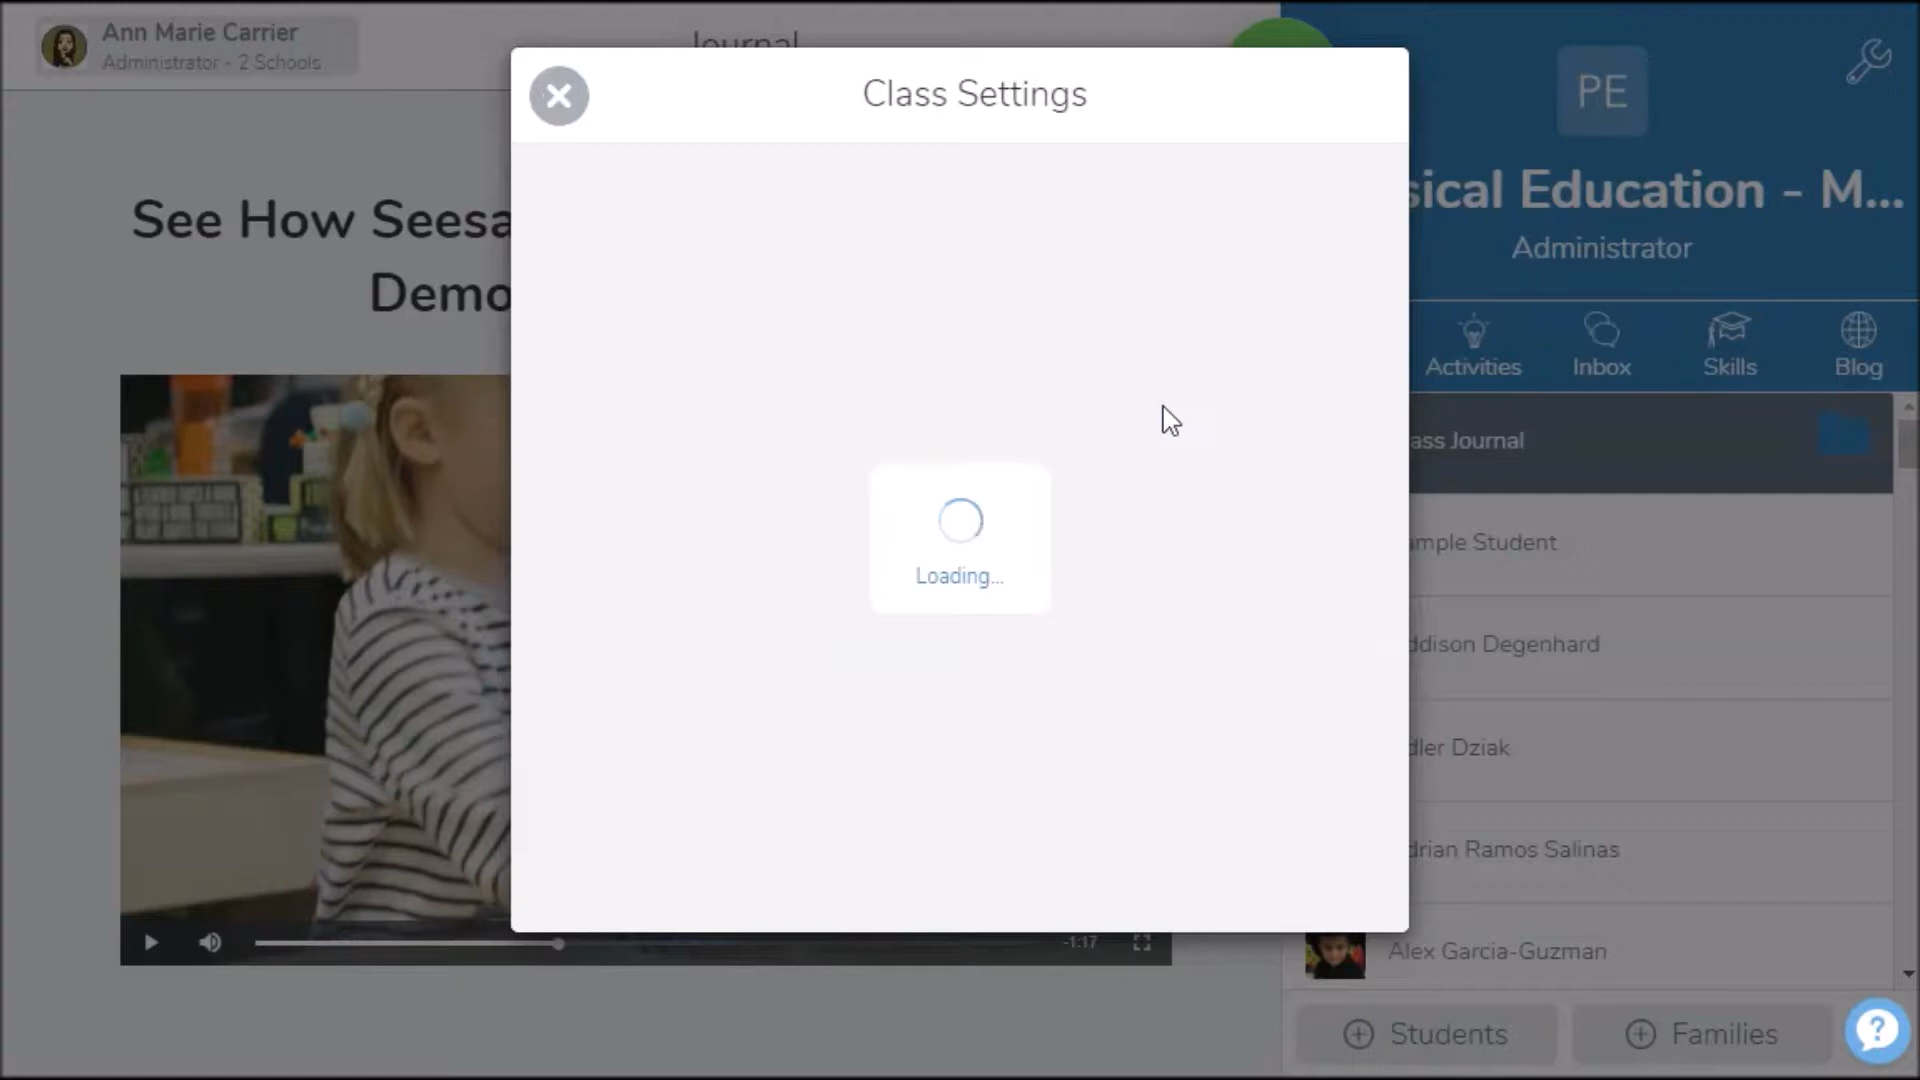 Ann Marie Carrier
Administrator - 2 Schools
Journal
Class Settings
PE
sical Education - M...
Administrator
See How Seesa
Demo
Activities
Inbox
Skills
Blog
ass Journal
Loading...
mple Student
ddison Degenhard
dler Dziak
drian Ramos Salinas
Alex Garcia-Guzman
-1:17
Students
Families
?